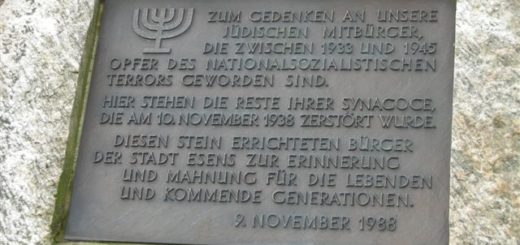 ZUM GEDENKEN AN UNSERE
JÜDISCHEN MITBÜRGER,
DIE ZWISCHEN 1933 UND 1945
OPFER DES NATIONALSOZIALISTISCHEN
TERRORS GEWORDEN SIND.
HIER STEHEN DIE RESTE IHRER SYNAGOGE,
DIE AM 10. NOVEMBER 1938 ZERSTÖRT WURDE.
DIESEN STEIN ERRICHTETEN BÜRGER
DER STADT ESENS ZUR ERINNERUNG
UND MAHNUNG FÜR DIE LEBENDEN
UND KOMMENDE GENERATIONEN.
9. NOVEMBER 1988